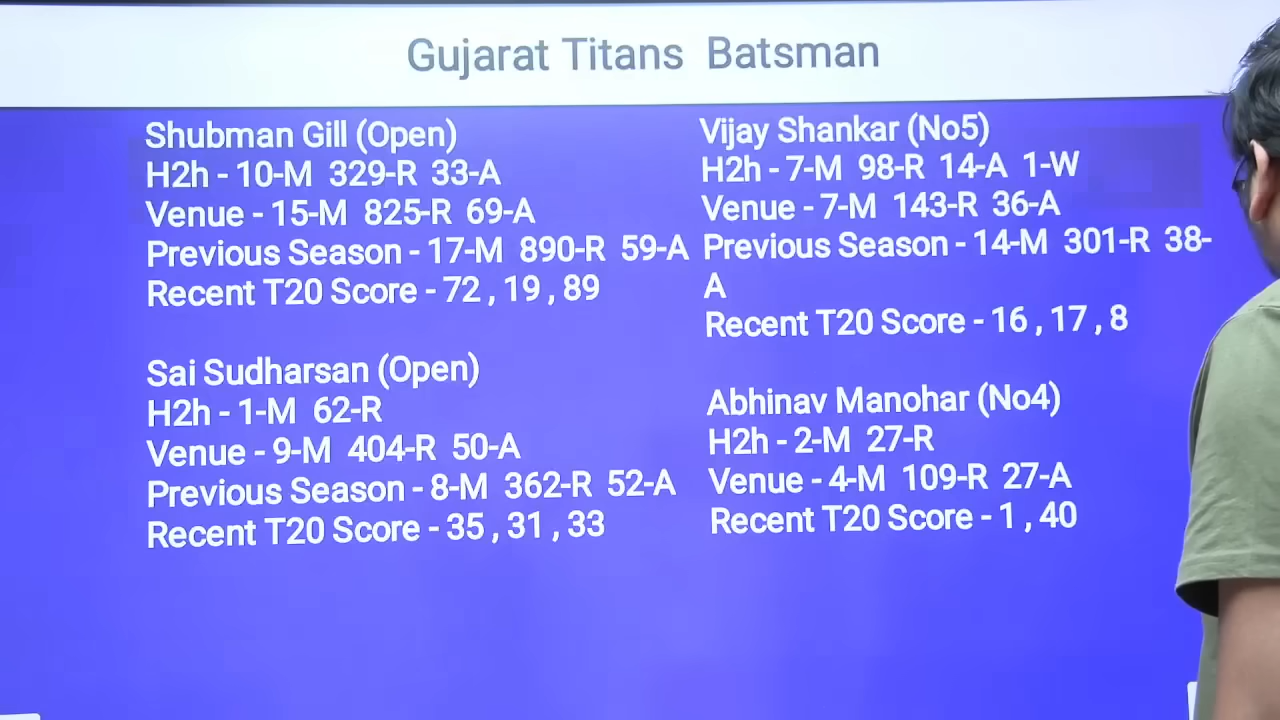 Gujarat Titans Batsman
Shubman Gill (Open)
H2h - 10-M 329-R 33-A
Venue - 15-M 825-R 69-A
Previous Season - 17-M 890-R 59-A
Recent T20 Score - 72 , 19 , 89
Sai Sudharsan (Open)
H2h - 1-M 62-R
Venue - 9-M 404-R 50-A
Previous Season - 8-M 362-R 52-A
Recent T20 Score - 35 , 31 , 33
Vijay Shankar (No5)
H2h - 7-M 98-R 14-A 1-W
Venue - 7-M 143-R 36-A
Previous Season - 14-M 301-R 38-
A
Recent T20 Score - 16 , 17 , 8
Abhinav Manohar (No4)
H2h - 2-M 27-R
Venue - 4-M 109-R 27-A
Recent T20 Score - 1 , 40